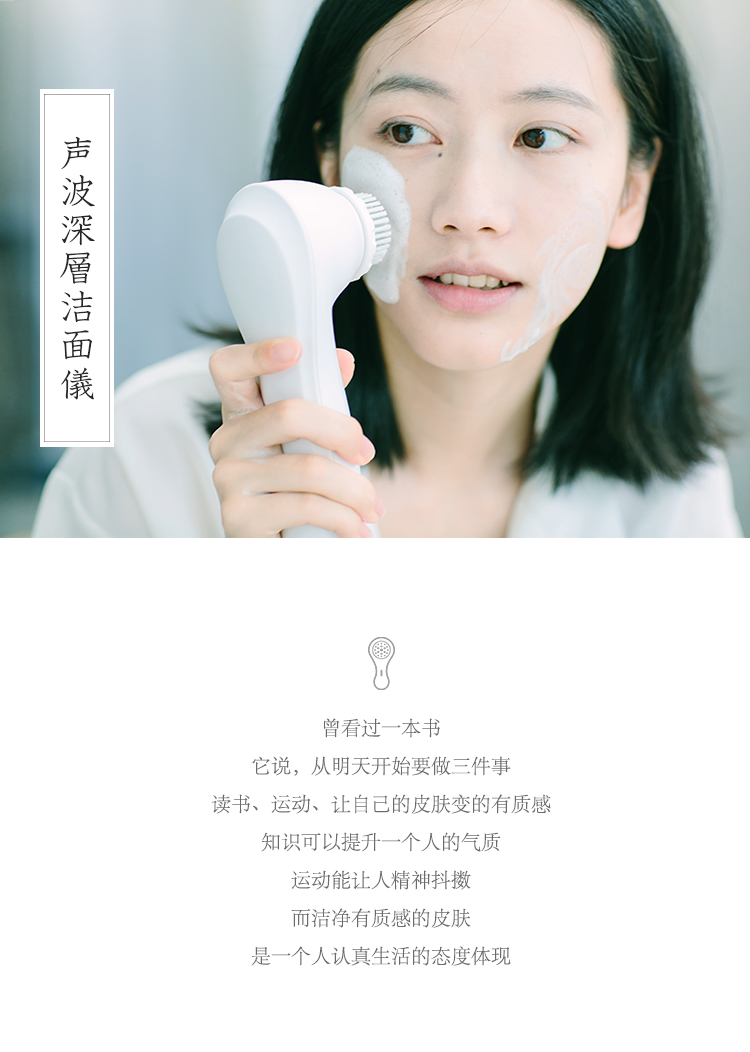 声波深層洁面儀
曾看过一本书
它说，从明天开始要做三件事
读书、运动、让自己的皮肤变的有质感
知识可以提升一个人的气质
运动能让人精神抖擞
而洁净有质感的皮肤
是一个人认真生活的态度体现